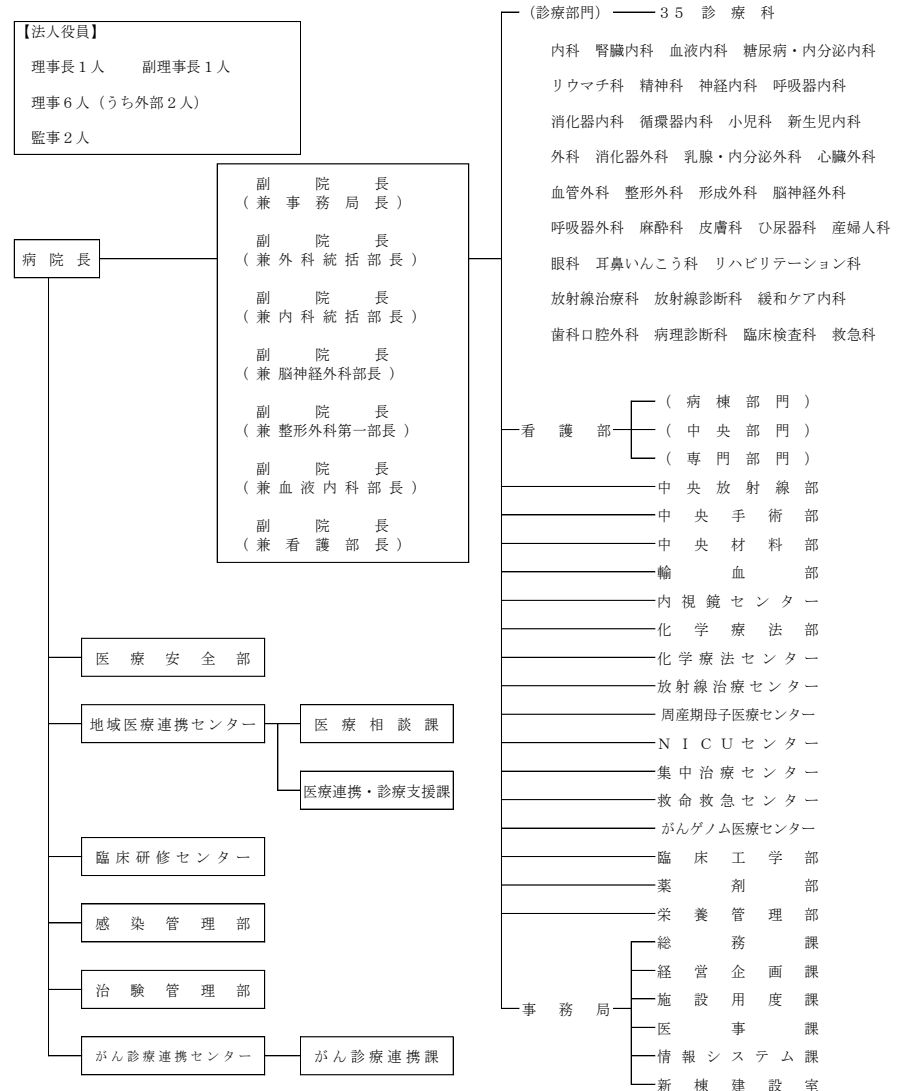 【法人役員】
理事長1人　　副理事長1人
理事6人（うち外部2人）
監事2人
病院長
副院長
（兼事務局長）
副院長
（兼外科統括部長）
副院長
（兼内科統括部長）
副院長
（兼脳神経外科部長）
副院長
（兼整形外科第一部長）
副院長
（兼血液内科部長）
副院長
（兼看護部長）
医療安全部
地域医療連携センター
医療相談課
医療連携・診療支援課
臨床研修センター
感染管理部
治験管理部
がん診療連携センター
がん診療連携課
（診療部門）　35診療科
内科　腎臓内科　血液内科　糖尿病・内分泌内科
リウマチ科　精神科　神経内科　呼吸器内科
消化器内科　循環器内科　小児科　新生児内科
外科　消化器外科　乳腺・内分泌外科　心臓外科
血管外科　整形外科　形成外科　脳神経外科
呼吸器外科　麻酔科　皮膚科　ひ尿器科　産婦人科
眼科　耳鼻いんこう科　リハビリテーション科
放射線治療科　放射線診断科　緩和ケア内科
歯科口腔外科　病理診断科　臨床検査科　救急科
看護部
（病棟部門）
（中央部門）
（専門部門）
中央放射線部
中央手術部
中央材料部
輸血部
内視鏡センター
化学療法部
化学療法センター
放射線治療センター
周産期母子医療センター
NICUセンター
集中治療センター
救命救急センター
がんゲノム医療センター
臨床工学部
薬剤部
栄養管理部
事務局
総務課
経営企画課
施設用度課
医事課
情報システム課
新棟建設室